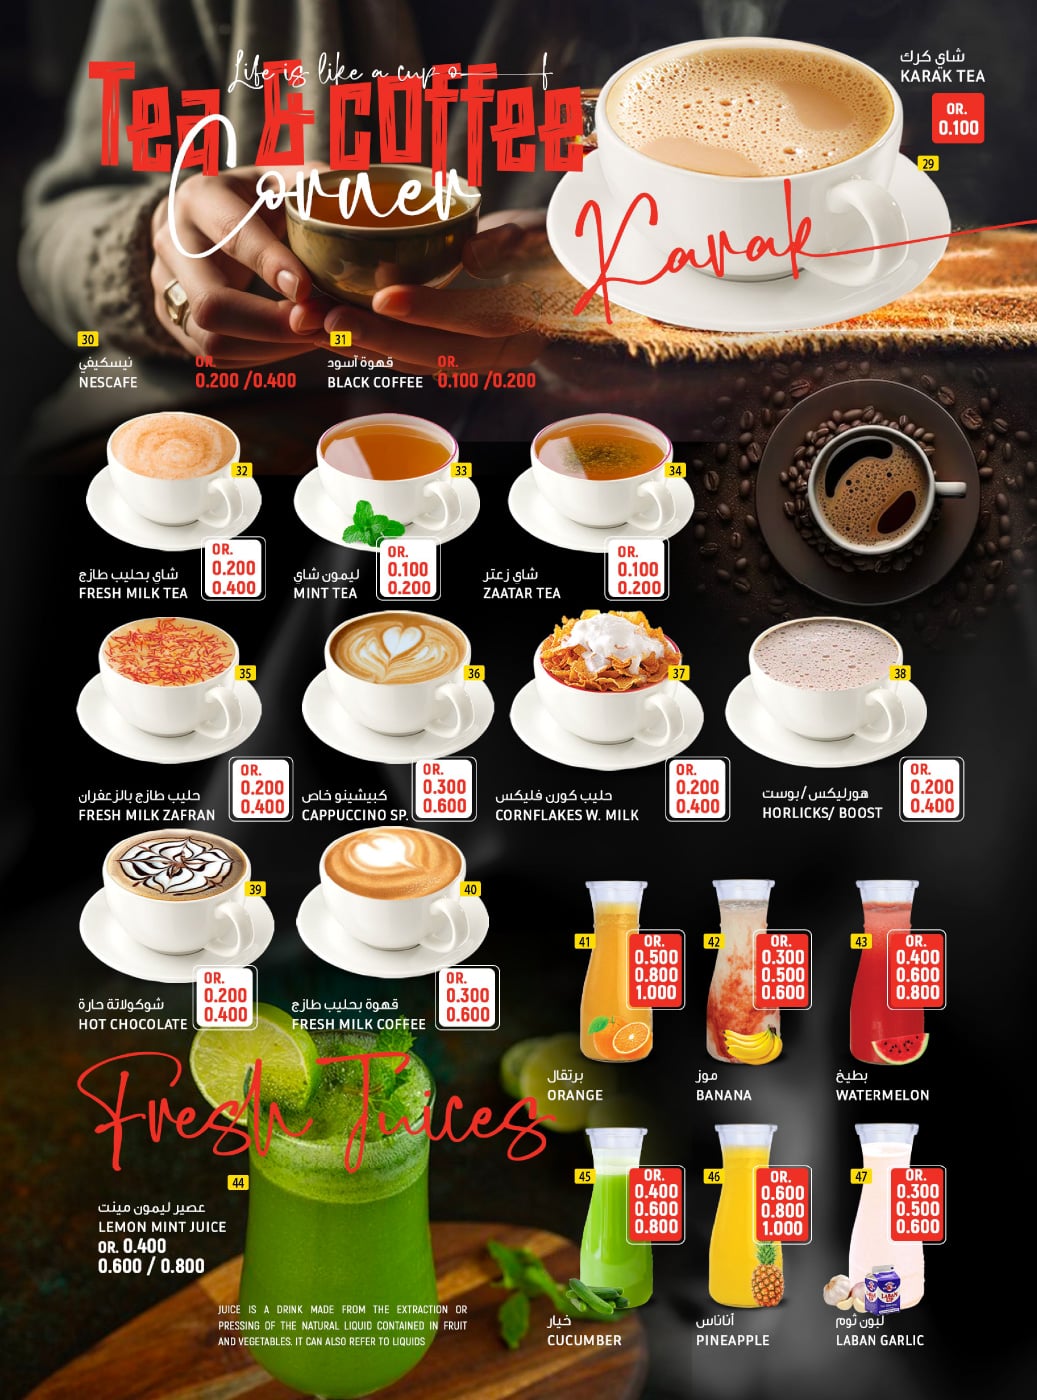 Life is like a cup of
Tea & coffee
Corner
شاي كرك
KARAK TEA
OR.
0.100
29
Karak
30
نيسكيفي
NESCAFE
OR.
0.200 /0.400
31
قهوة آسود
BLACK COFFEE
OR.
0.100 /0.200
32
شاي بحليب طازج
FRESH MILK TEA
OR.
0.200
0.400
33
ليمون شاي
MINT TEA
OR.
0.100
0.200
34
شاي زعتر
ZAATAR TEA
OR.
0.100
0.200
35
حليب طازج بالزعفران
FRESH MILK ZAFRAN
OR.
0.200
0.400
36
كبيشينو خاص
CAPPUCCINO SP.
OR.
0.300
0.600
37
حليب كورن فليكس
CORNFLAKES W. MILK
OR.
0.200
0.400
38
هورليكس/بوست
HORLICKS/ BOOST
OR.
0.200
0.400
39
شوكولاتة حارة
HOT CHOCOLATE
OR.
0.200
0.400
40
قهوة بحليب طازج
FRESH MILK COFFEE
OR.
0.300
0.600
41
OR.
0.500
0.800
1.000
برتقال
ORANGE
42
OR.
0.300
0.500
0.600
موز
BANANA
43
OR.
0.400
0.600
0.800
بطيخ
WATERMELON
Fresh Juices
44
عصير ليمون مينت
LEMON MINT JUICE
OR. 0.400
0.600 / 0.800
45
OR.
0.400
0.600
0.800
خيار
CUCUMBER
46
OR.
0.600
0.800
1.000
أناناس
PINEAPPLE
47
OR.
0.300
0.500
0.600
LABAN UP
لبون ثوم
LABAN GARLIC
JUICE IS A DRINK MADE FROM THE EXTRACTION OR
PRESSING OF THE NATURAL LIQUID CONTAINED IN FRUIT
AND VEGETABLES. IT CAN ALSO REFER TO LIQUIDS